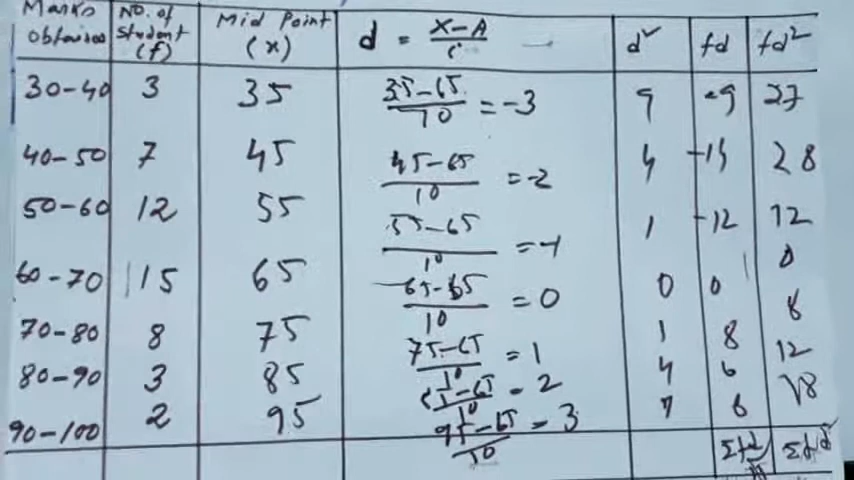 Marks obtained | No. of student (f) | Mid Point (x) | d = X-A / c | d² | fd | fd²
30-40 | 3 | 35 | 35-65 / 10 = -3 | 9 | -9 | 27
40-50 | 7 | 45 | 45-65 / 10 = -2 | 4 | -14 | 28
50-60 | 12 | 55 | 55-65 / 10 = -1 | 1 | -12 | 12
60-70 | 15 | 65 | 65-65 / 10 = 0 | 0 | 0 | 0
70-80 | 8 | 75 | 75-65 / 10 = 1 | 1 | 8 | 8
80-90 | 3 | 85 | 85-65 / 10 = 2 | 4 | 6 | 12
90-100 | 2 | 95 | 95-65 / 10 = 3 | 9 | 6 | 18
Σfd | Σfd²